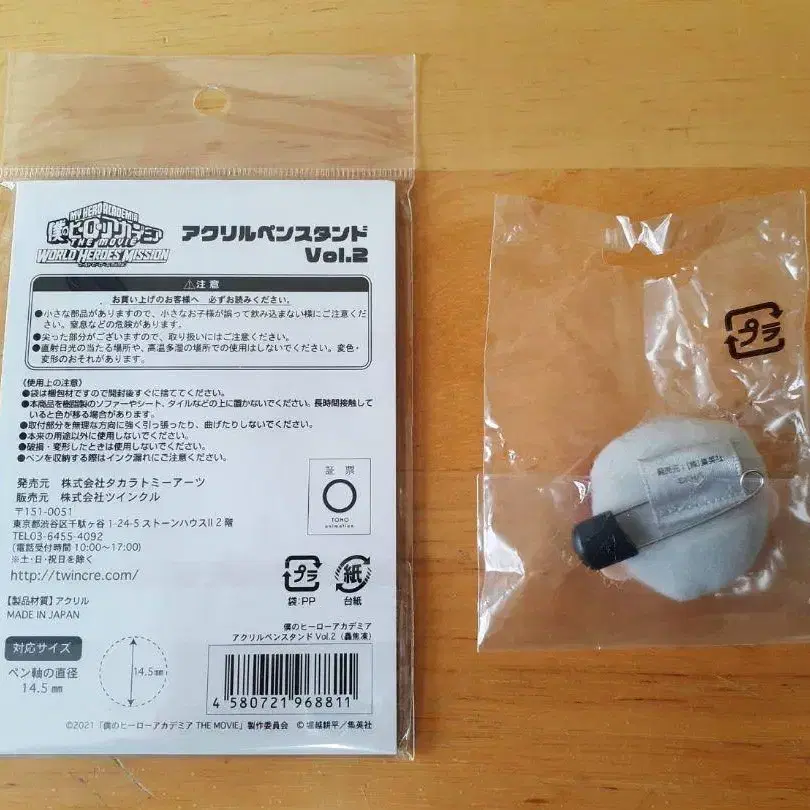 MY HERO ACADEMIA
僕のヒーローアカデミア
THE MOVIE
WORLD HEROES MISSION
アクリルペンスタンド
Vol.2
⚠注意
お買い上げのお客様へ 必ずお読みください。
●小さな部品がありますので、小さなお子様が誤って飲み込まない様にご注意くだ
さい。窒息などの危険があります。
●尖った部分がございますので、取り扱いにはご注意ください。
●直射日光の当たる場所や、高温多湿の場所での使用はしないでください。変色・
変形のおそれがあります。
《使用上の注意》
●袋は梱包材ですので開封後すぐに捨ててください。
●本商品を樹脂製のソファーやシート、タイルなどの上に置かないでください。長時間接触して
いると色が移る場合があります。
●取付部分を無理な方向に強く引っ張ったり、曲げたりしないでください。
●本来の用途以外に使用しないでください。
●破損・変形したときは使用しないでください。
●ペンを収納する際はインク漏れにご注意ください。
発売元 株式会社タカラトミーアーツ
販売元 株式会社ツインクル
〒151-0051
東京都渋谷区千駄ヶ谷1-24-5ストーンハウスII 2階
TEL03-6455-4092
(電話受付時間 10:00〜17:00)
※土・日・祝日を除く
http://twincre.com/
【製品材質】アクリル
MADE IN JAPAN
証票
TOHO
animation
プラ
袋:PP
紙
台紙
対応サイズ
ペン軸の直径
14.5㎜
14.5㎜
僕のヒーローアカデミア
アクリルペンスタンド Vol.2（轟焦凍）
4 580721 968811
©2021「僕のヒーローアカデミア THE MOVIE」製作委員会 © 堀越耕平／集英社
プラ
発売元:(株)集英社